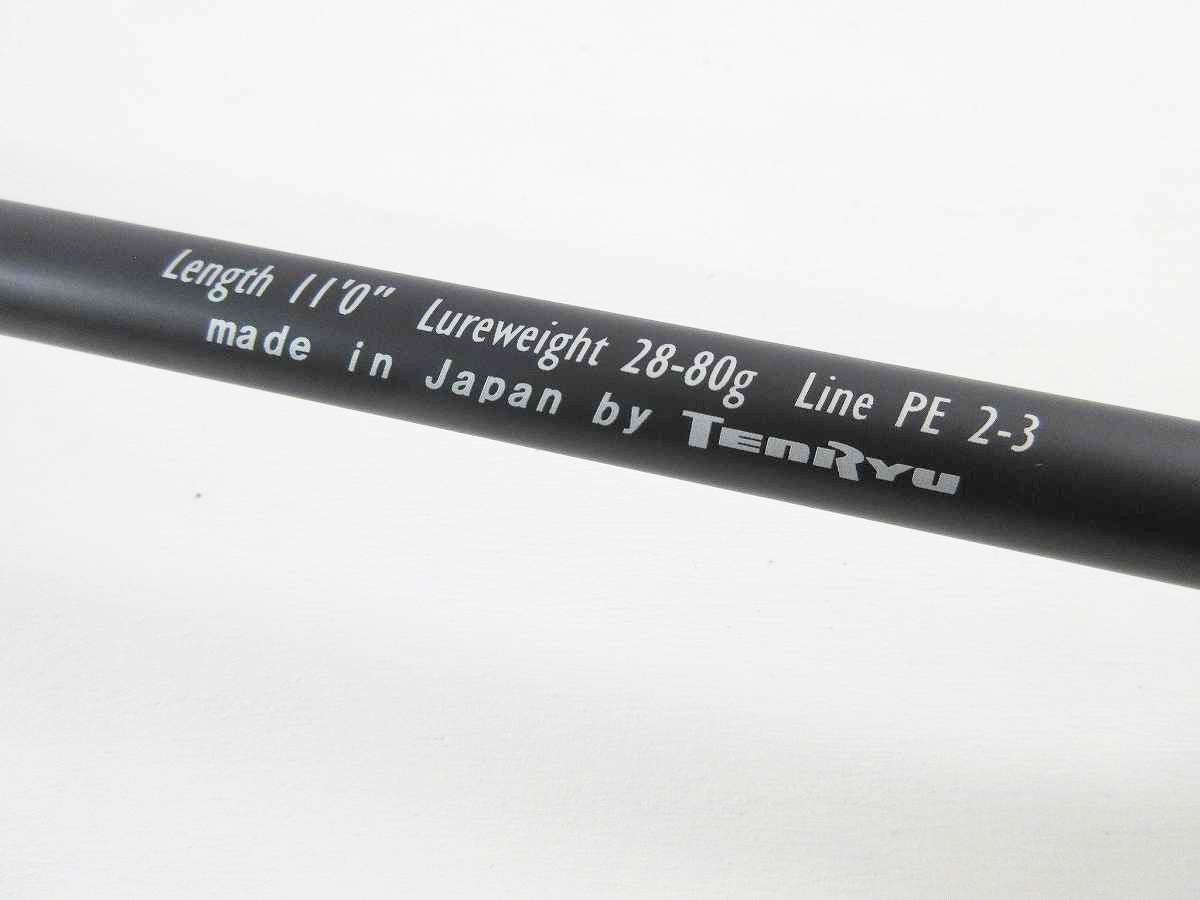 Length 11'0" Lureweight 28-80g Line PE 2-3
made in Japan by TENRYU